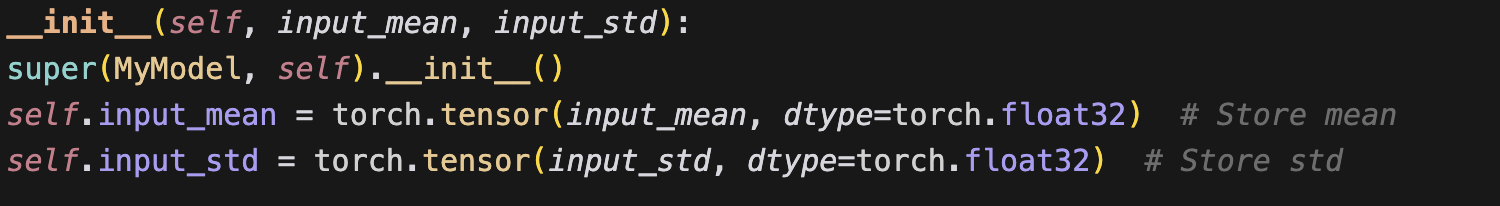 __init__(self, input_mean, input_std):
super(MyModel, self).__init__()
self.input_mean = torch.tensor(input_mean, dtype=torch.float32)  # Store mean
self.input_std = torch.tensor(input_std, dtype=torch.float32)  # Store std